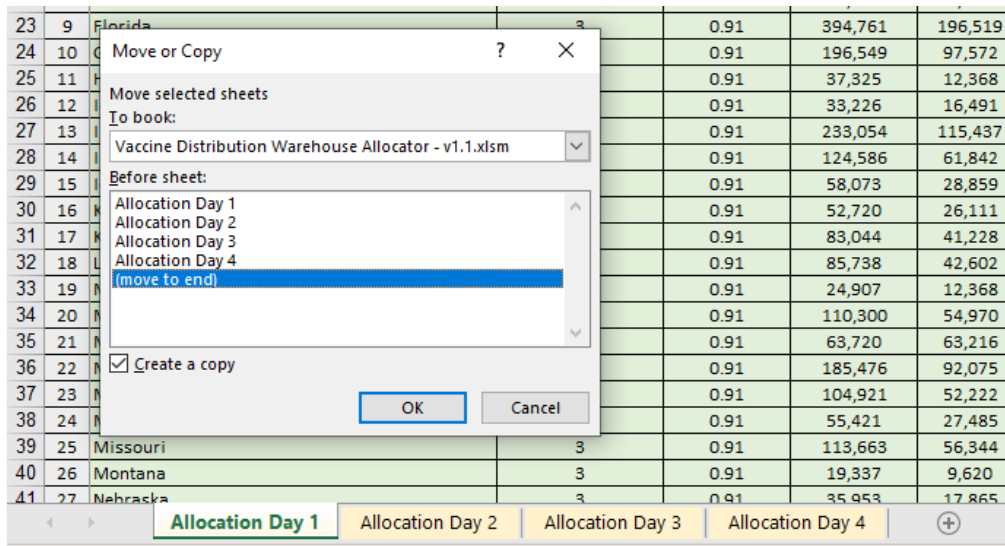 23 9 Florida 3 0.91 394,761 196,519
24 10 0.91 196,549 97,572
25 11 0.91 37,325 12,368
26 12 0.91 33,226 16,491
27 13 0.91 233,054 115,437
28 14 0.91 124,586 61,842
29 15 0.91 58,073 28,859
30 16 0.91 52,720 26,111
31 17 0.91 83,044 41,228
32 18 0.91 85,738 42,602
33 19 0.91 24,907 12,368
34 20 0.91 110,300 54,970
35 21 0.91 63,720 63,216
36 22 0.91 185,476 92,075
37 23 0.91 104,921 52,222
38 24 0.91 55,421 27,485
39 25 Missouri 3 0.91 113,663 56,344
40 26 Montana 3 0.91 19,337 9,620
41 27 Nebraska 3 0.91 35,953 17,865
Move or Copy ?
Move selected sheets
To book:
Vaccine Distribution Warehouse Allocator - v1.1.xlsm
Before sheet:
Allocation Day 1
Allocation Day 2
Allocation Day 3
Allocation Day 4
(move to end)
Create a copy
OK Cancel
Allocation Day 1 Allocation Day 2 Allocation Day 3 Allocation Day 4